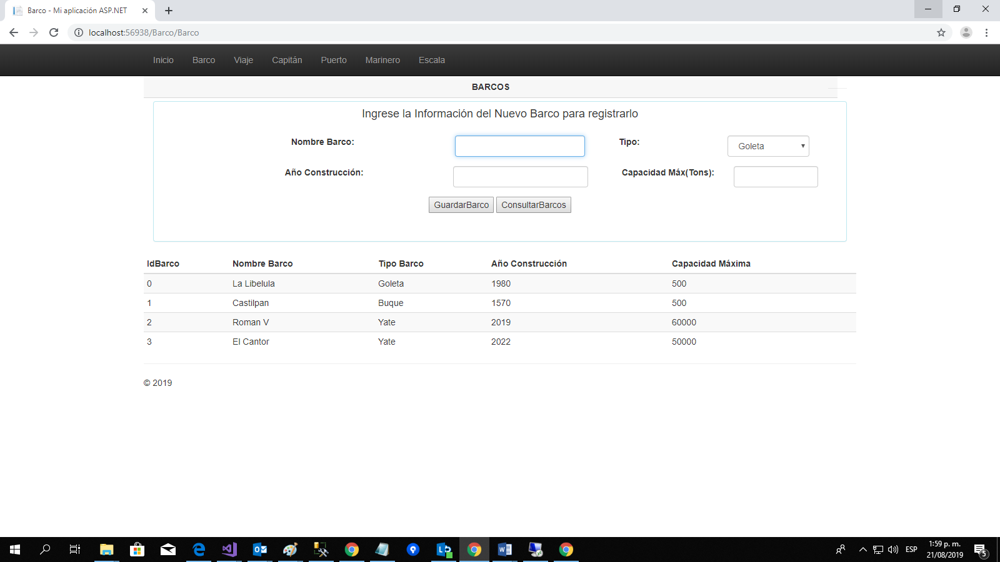 Barco - Mi aplicación ASP.NET
localhost:56938/Barco/Barco
Inicio Barco Viaje Capitán Puerto Marinero Escala
BARCOS
Ingrese la Información del Nuevo Barco para registrarlo
Nombre Barco: Tipo: Goleta
Año Construcción: Capacidad Máx(Tons):
GuardarBarco ConsultarBarcos
IdBarco Nombre Barco Tipo Barco Año Construcción Capacidad Máxima
0 La Libelula Goleta 1980 500
1 Castilpan Buque 1570 500
2 Roman V Yate 2019 60000
3 El Cantor Yate 2022 50000
© 2019
ESP
1:59 p. m.
21/08/2019
5